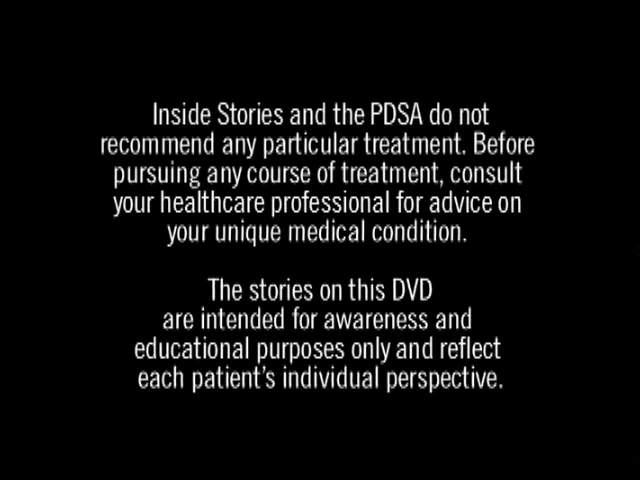 Inside Stories and the PDSA do not
recommend any particular treatment. Before
pursuing any course of treatment, consult
your healthcare professional for advice on
your unique medical condition.
The stories on this DVD
are intended for awareness and
educational purposes only and reflect
each patient's individual perspective.